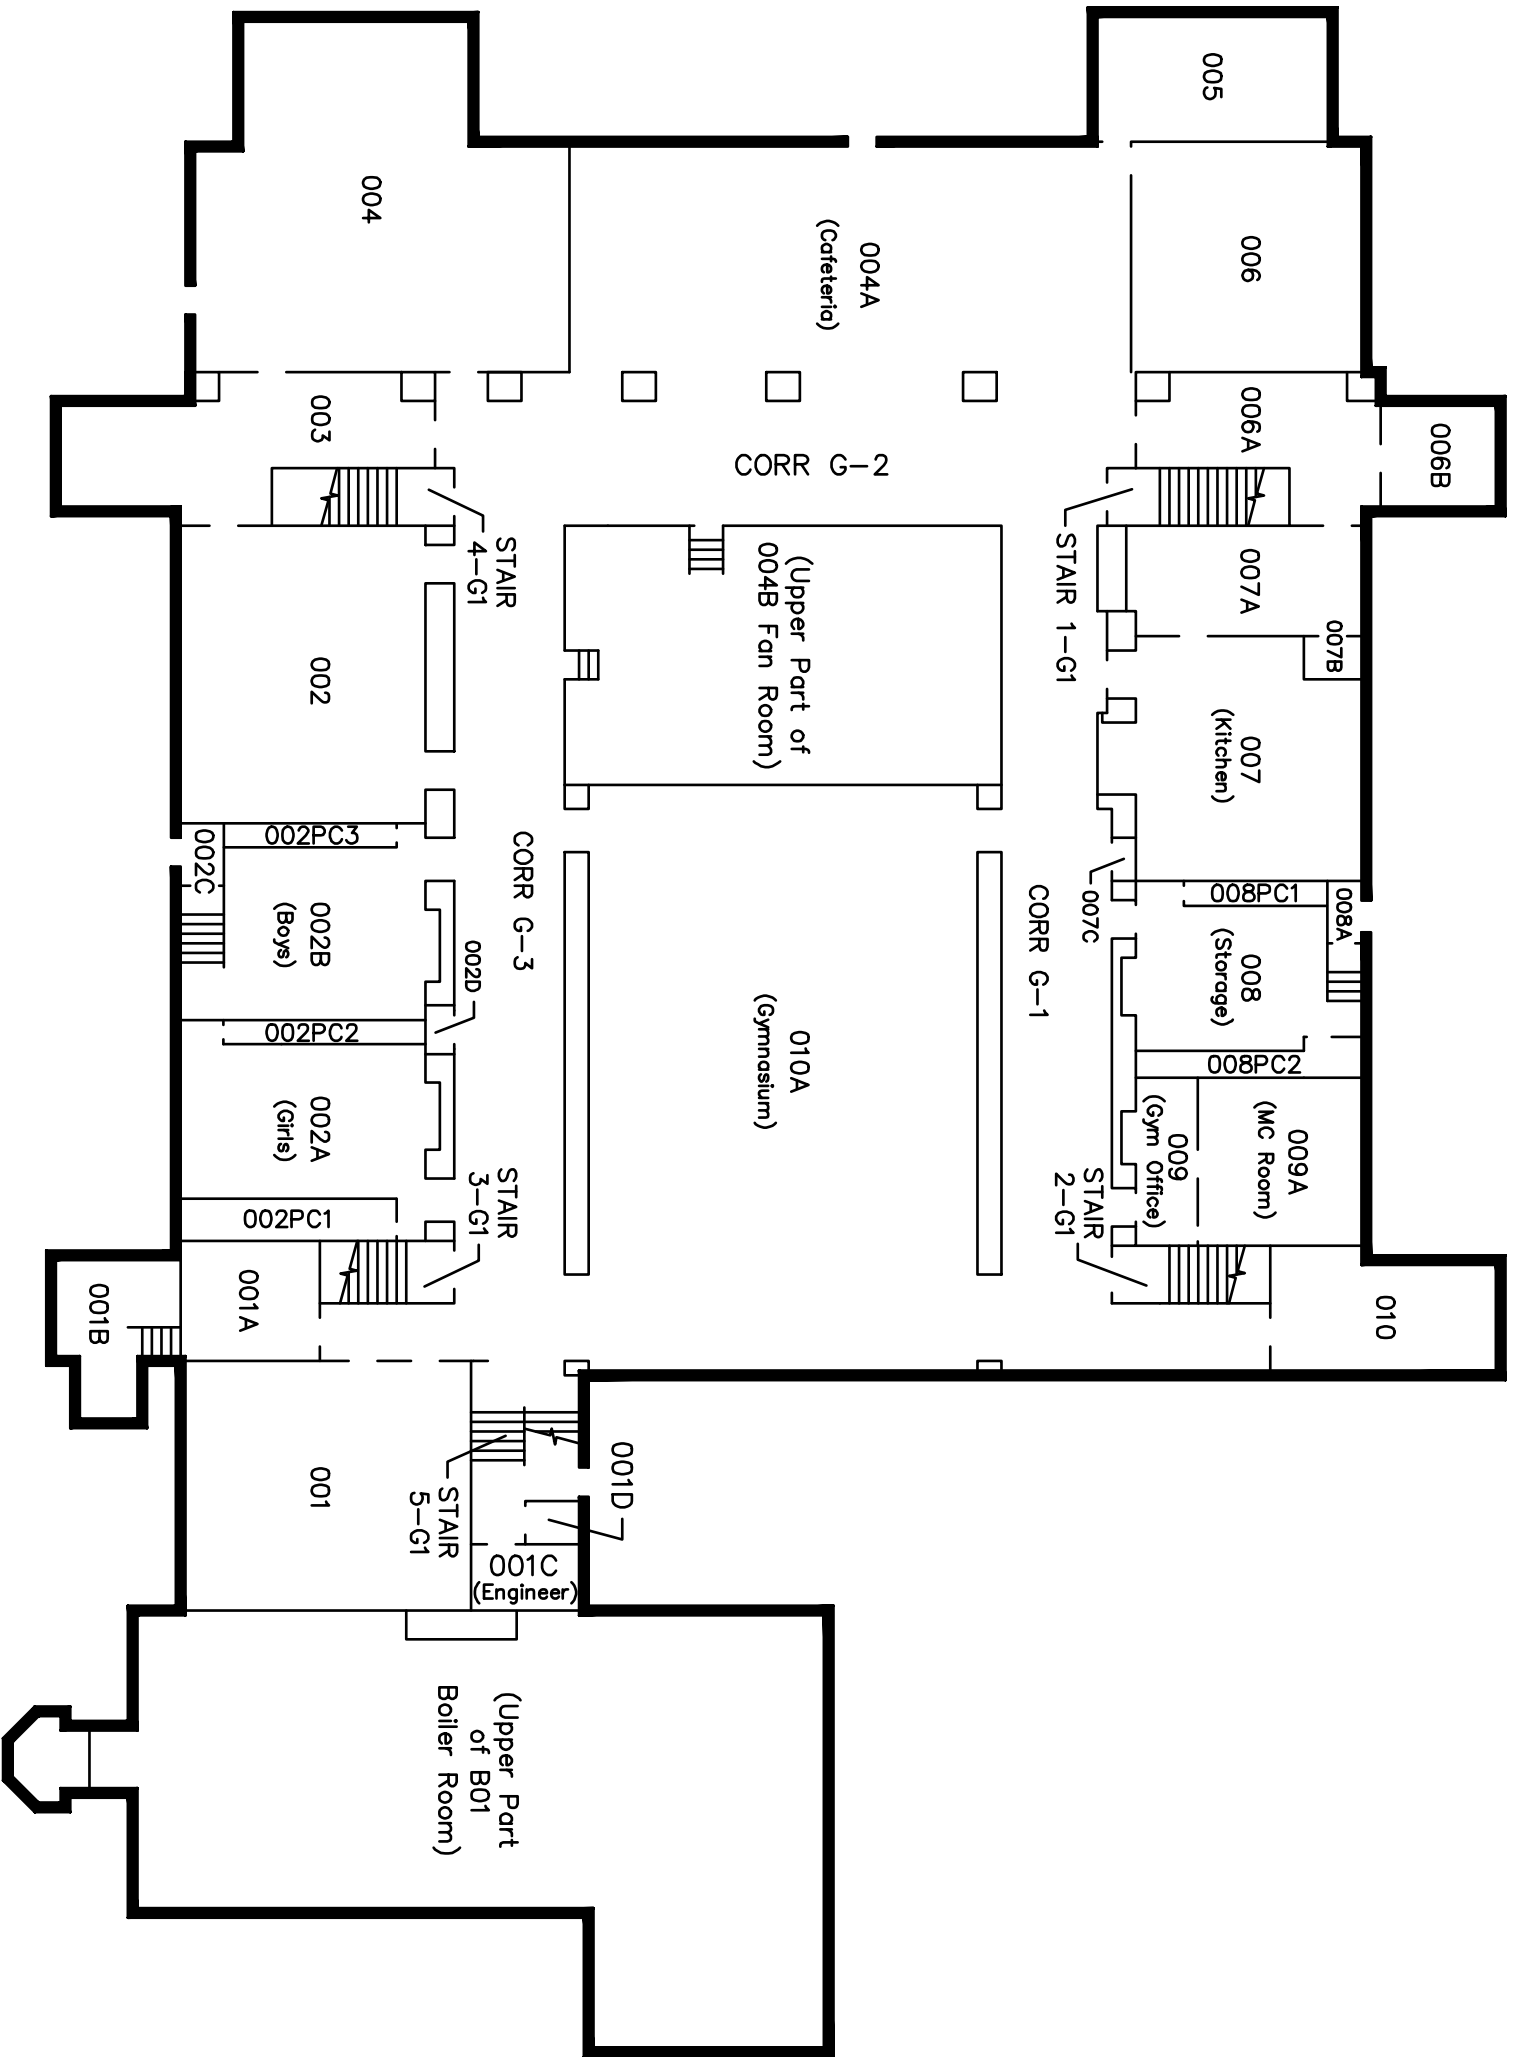 005
004
006
004A
(Cafeteria)
003
006A
006B
CORR G-2
STAIR
4-G1
STAIR 1-G1
007A
007B
(Upper Part of
004B Fan Room)
002
007
(Kitchen)
002PC3
002C
CORR G-3
CORR G-1
007C
008PC1
008A
002B
(Boys)
002D
008
(Storage)
002PC2
010A
(Gymnasium)
008PC2
002A
(Girls)
009
(Gym Office)
009A
(MC Room)
STAIR
3-G1
STAIR
2-G1
002PC1
001A
001B
010
001
STAIR
5-G1
001D
001C
(Engineer)
(Upper Part
of B01
Boiler Room)